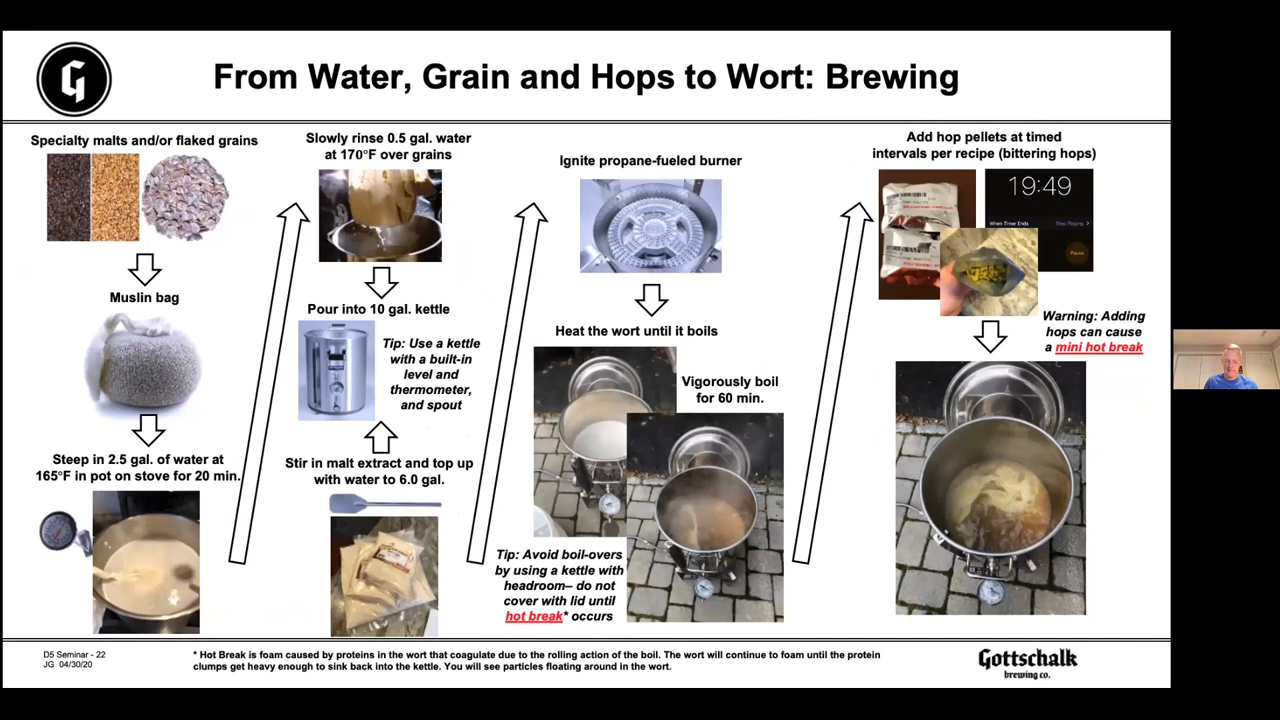 G
From Water, Grain and Hops to Wort: Brewing
Specialty malts and/or flaked grains
Muslin bag
Steep in 2.5 gal. of water at
165°F in pot on stove for 20 min.
Slowly rinse 0.5 gal. water
at 170°F over grains
Pour into 10 gal. kettle
Tip: Use a kettle
with a built-in
level and
thermometer,
and spout
Stir in malt extract and top up
with water to 6.0 gal.
Ignite propane-fueled burner
Heat the wort until it boils
Vigorously boil
for 60 min.
Tip: Avoid boil-overs
by using a kettle with
headroom– do not
cover with lid until
hot break* occurs
Add hop pellets at timed
intervals per recipe (bittering hops)
19:49
When Timer Ends
Stop Playing >
Pause
Warning: Adding
hops can cause
a mini hot break
D5 Seminar - 22
JG 04/30/20
* Hot Break is foam caused by proteins in the wort that coagulate due to the rolling action of the boil. The wort will continue to foam until the protein
clumps get heavy enough to sink back into the kettle. You will see particles floating around in the wort.
Gottschalk
brewing co.